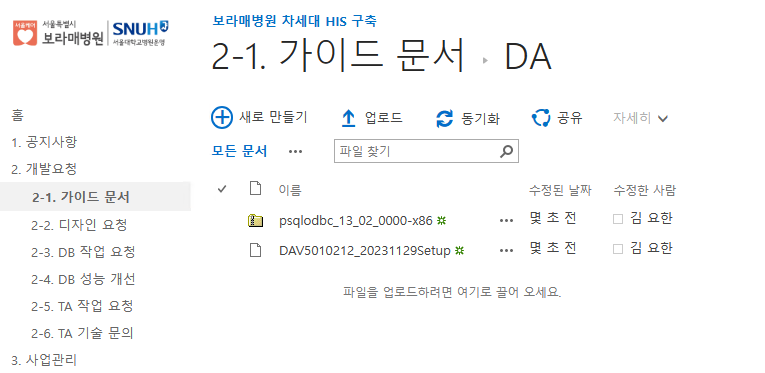 서울케어
서울특별시
보라매병원
SNUH
서울대학교병원운영
보라매병원 차세대 HIS 구축
2-1. 가이드 문서 ▸ DA
홈
1. 공지사항
2. 개발요청
2-1. 가이드 문서
2-2. 디자인 요청
2-3. DB 작업 요청
2-4. DB 성능 개선
2-5. TA 작업 요청
2-6. TA 기술 문의
3. 사업관리
새로 만들기 업로드 동기화 공유 자세히
모든 문서 ••• 파일 찾기
이름 수정된 날짜 수정한 사람
psqlodbc_13_02_0000-x86 ••• 몇 초 전 김 요한
DAV5010212_20231129Setup ••• 몇 초 전 김 요한
파일을 업로드하려면 여기로 끌어 오세요.